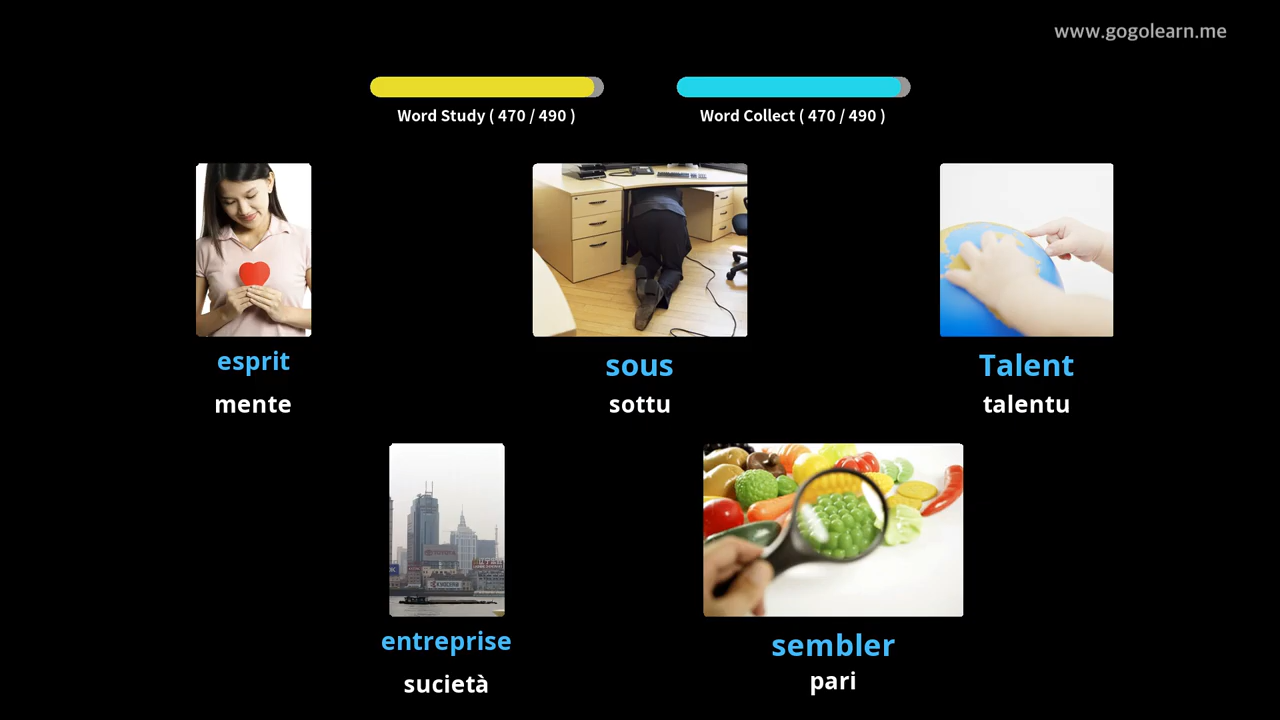 www.gogolearn.me
Word Study ( 470 / 490 )
Word Collect ( 470 / 490 )
esprit
mente
sous
sottu
Talent
talentu
entreprise
sucietà
sembler
pari